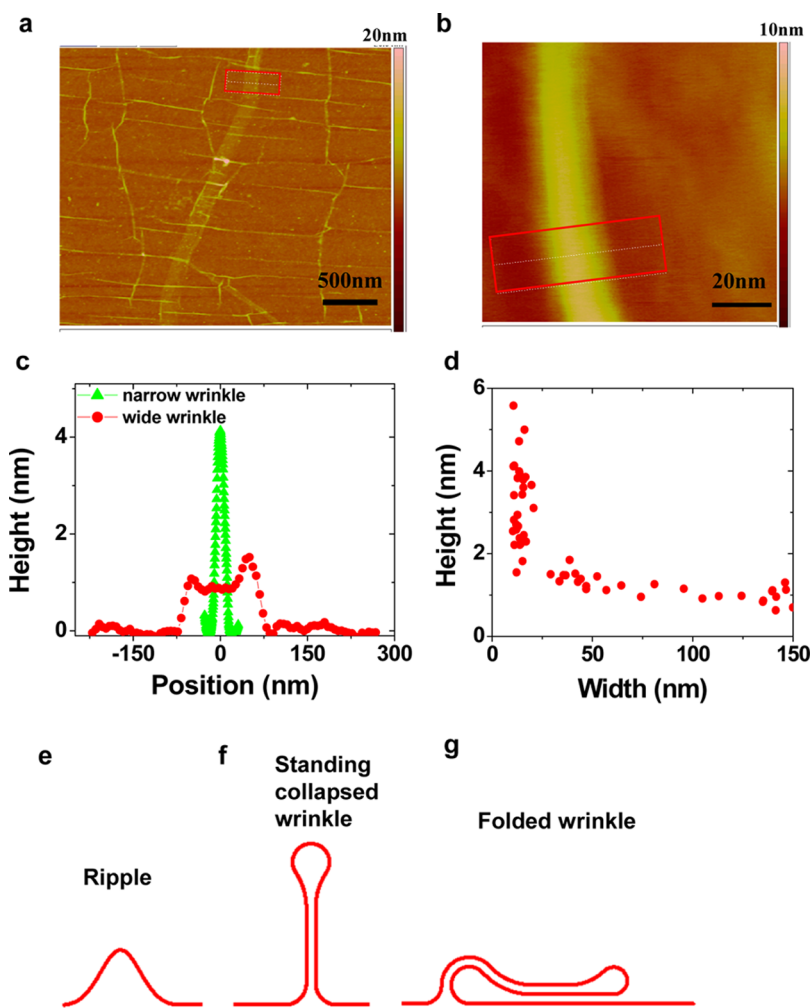 a
20nm
500nm
b
10nm
20nm
c
narrow wrinkle
wide wrinkle
Height (nm)
4
2
0
-150
0
150
300
Position (nm)
d
Height (nm)
6
4
2
0
0
50
100
150
Width (nm)
e
Ripple
f
Standing
collapsed
wrinkle
g
Folded wrinkle